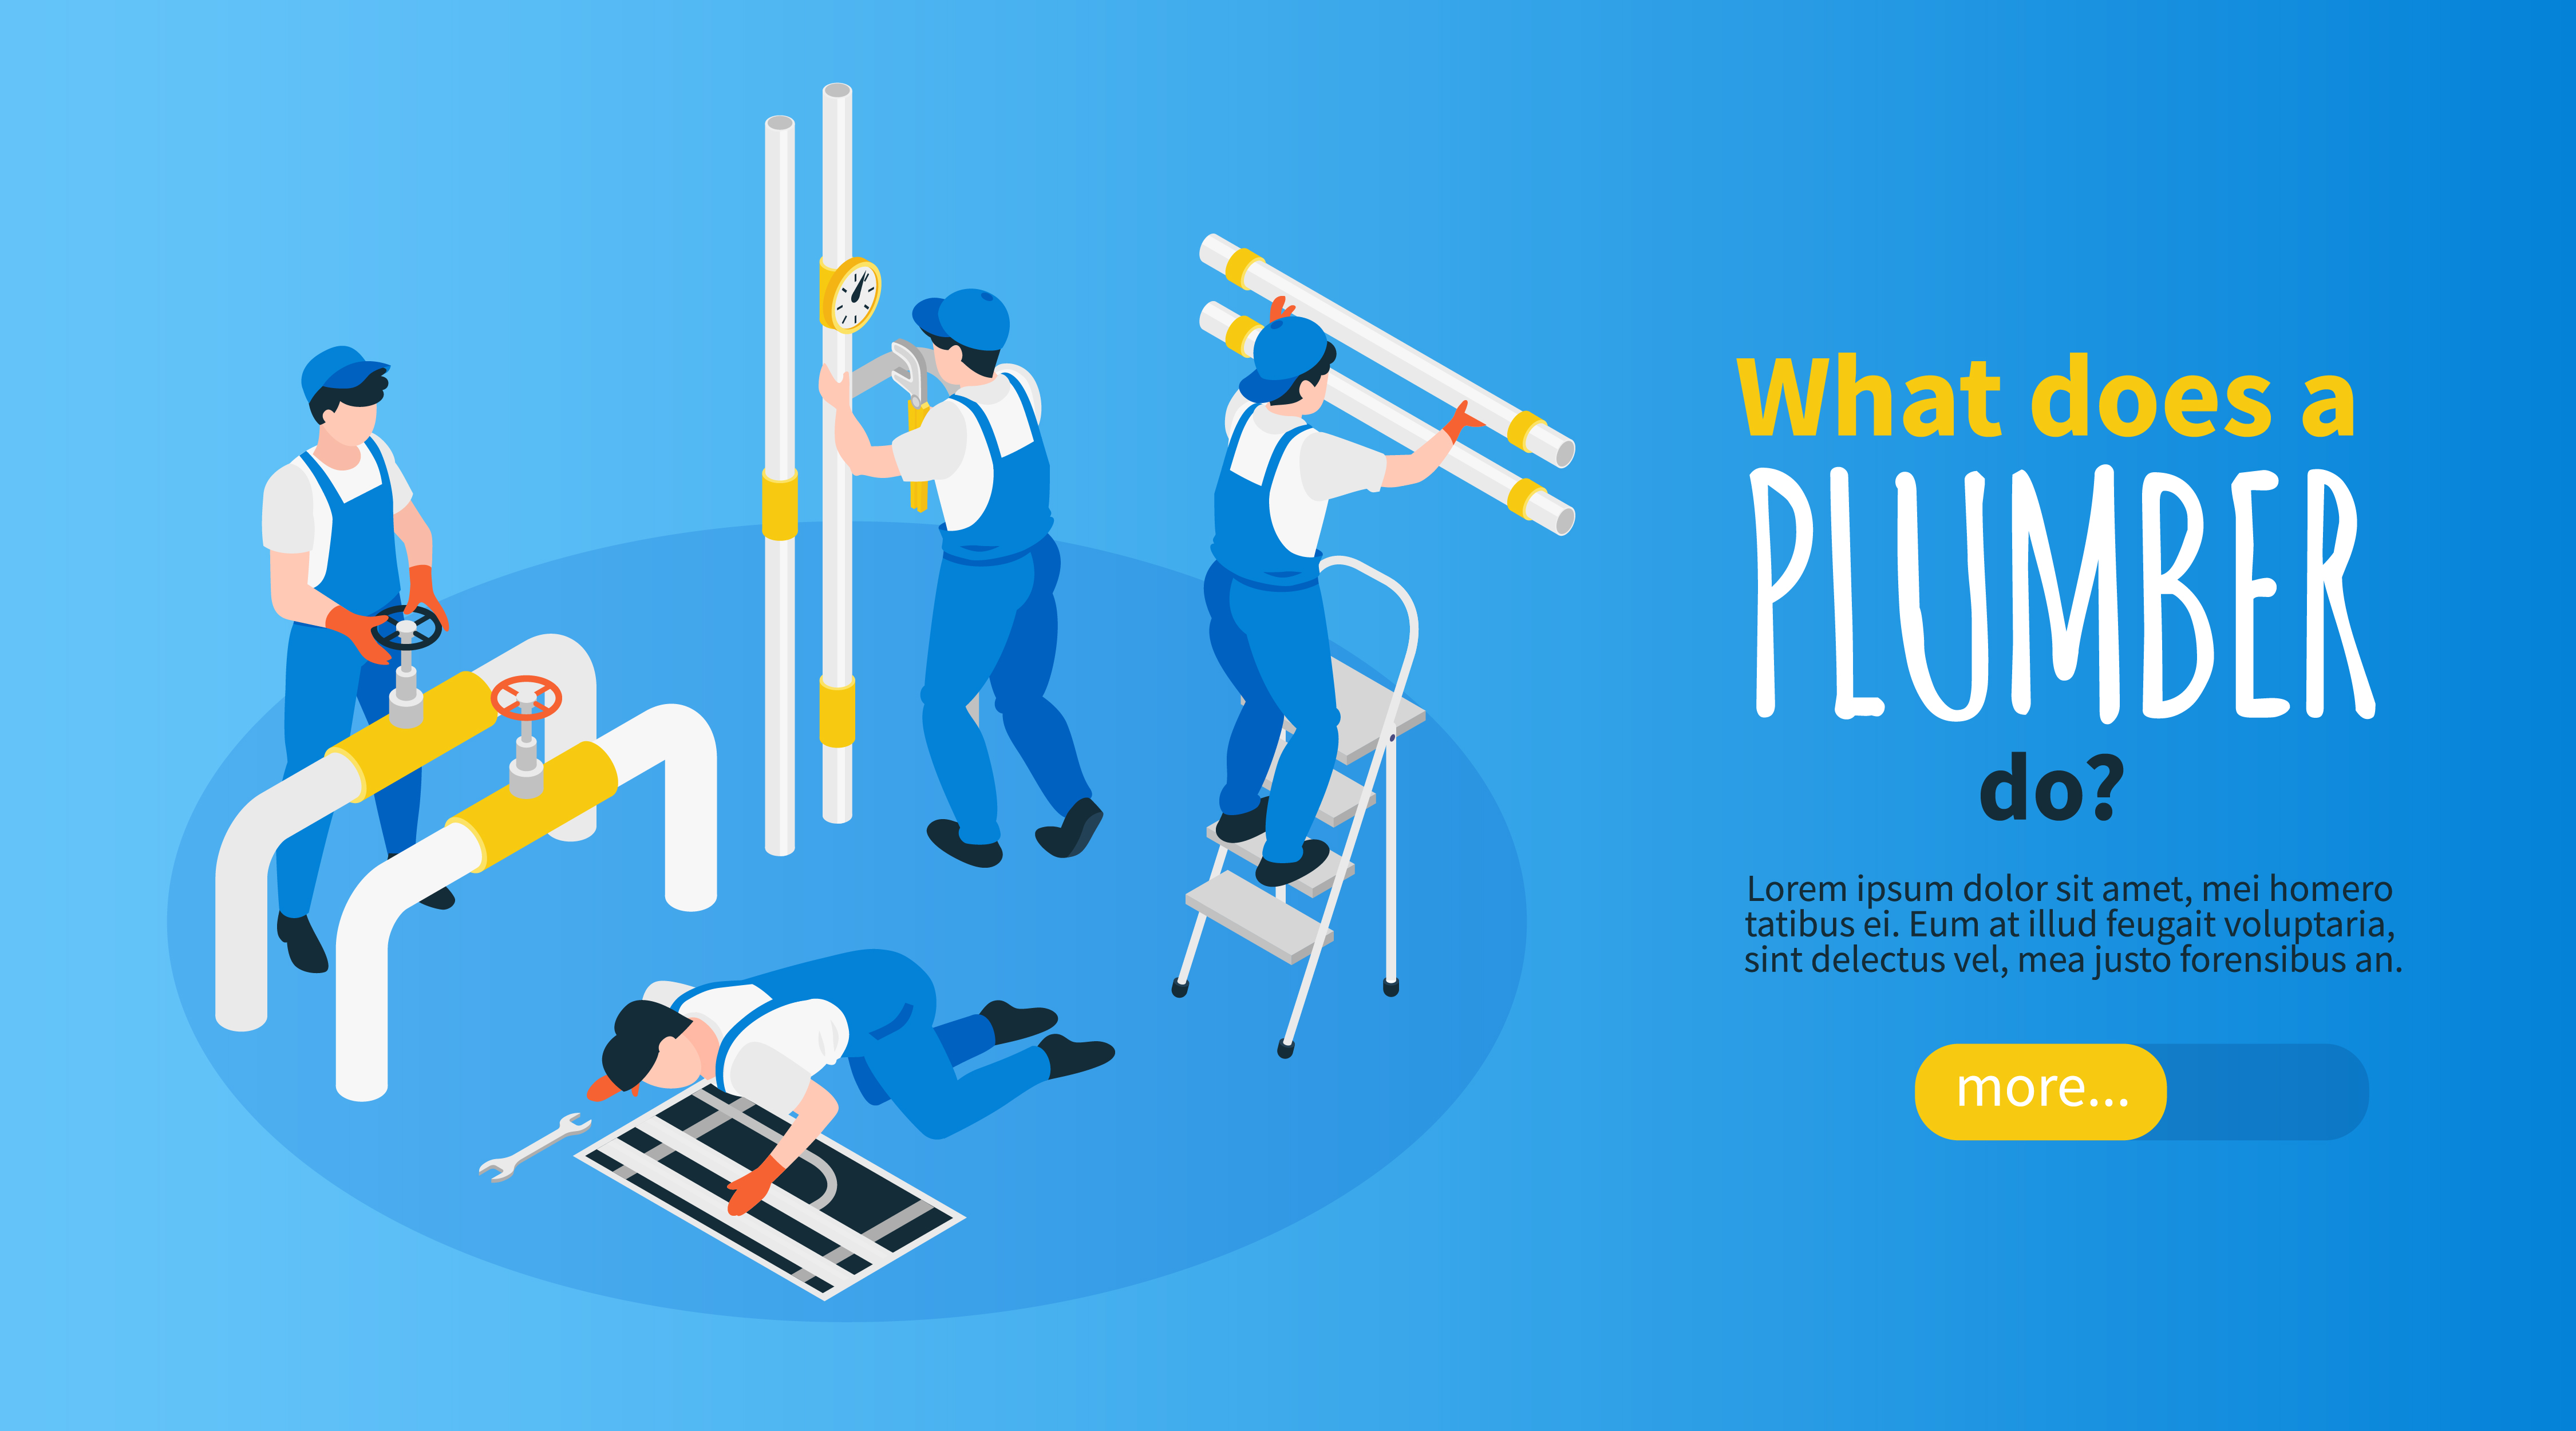 What does a
PLUMBER
do?
Lorem ipsum dolor sit amet, mei homero
tatibus ei. Eum at illud feugait voluptaria,
sint delectus vel, mea justo forensibus an.
more...